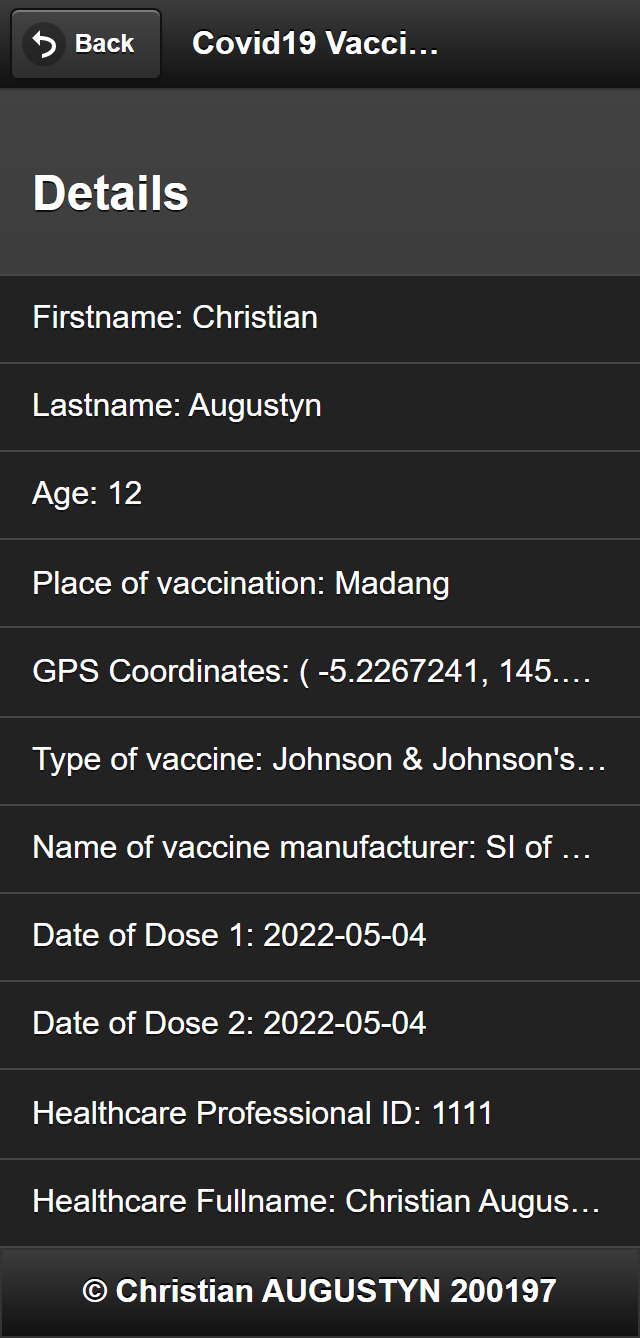 Back
Covid19 Vacci...
Details
Firstname: Christian
Lastname: Augustyn
Age: 12
Place of vaccination: Madang
GPS Coordinates: ( -5.2267241, 145....
Type of vaccine: Johnson & Johnson's...
Name of vaccine manufacturer: SI of ...
Date of Dose 1: 2022-05-04
Date of Dose 2: 2022-05-04
Healthcare Professional ID: 1111
Healthcare Fullname: Christian Augus...
© Christian AUGUSTYN 200197